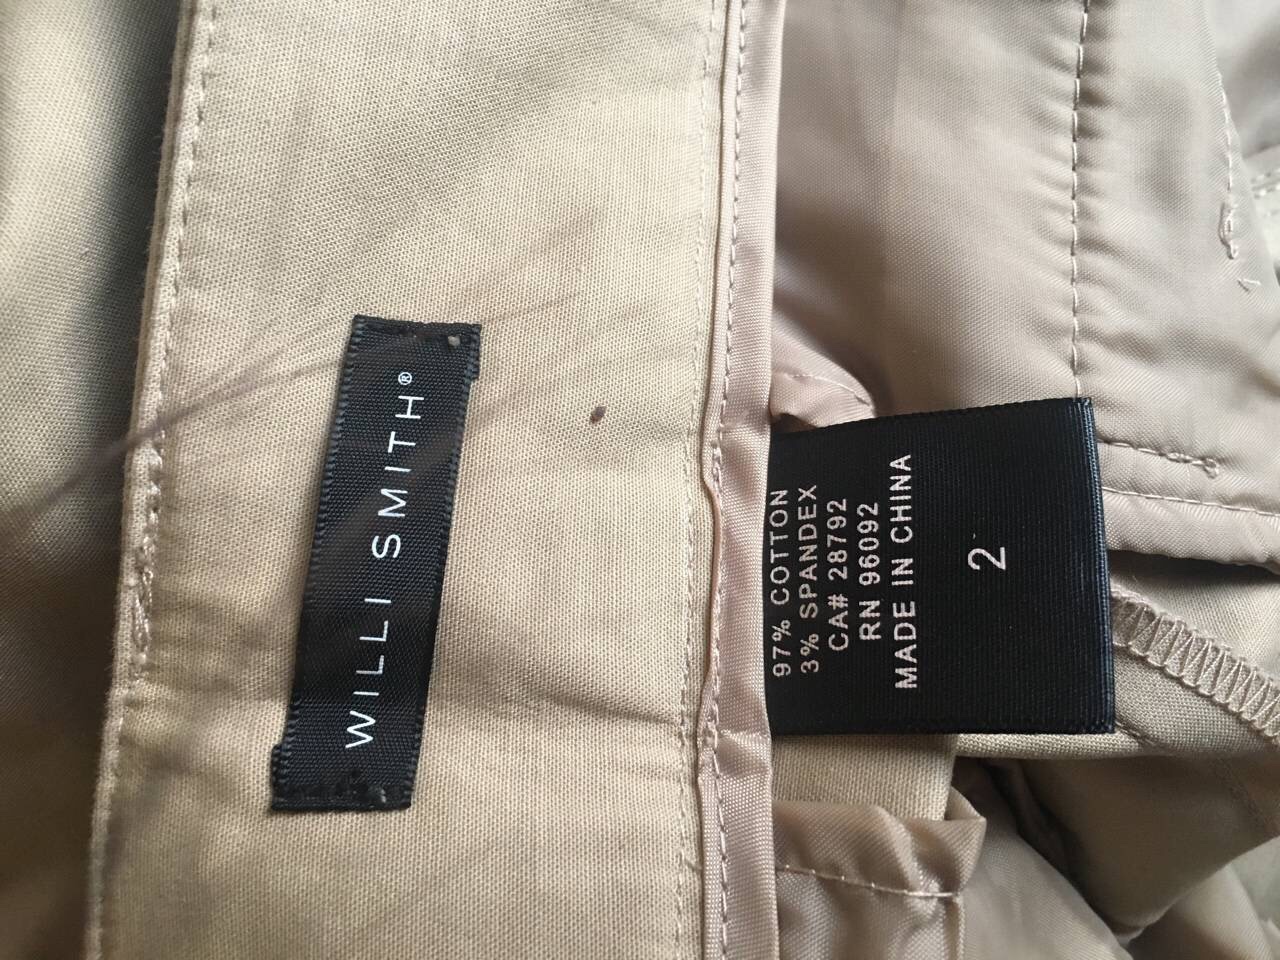 WILLI SMITH®
97% COTTON
3% SPANDEX
CA# 28792
RN 96092
MADE IN CHINA
2